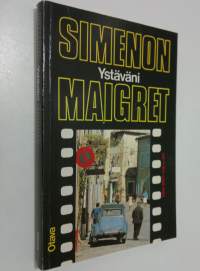 SIMENON
Ystäväni
MAIGRET
Otava